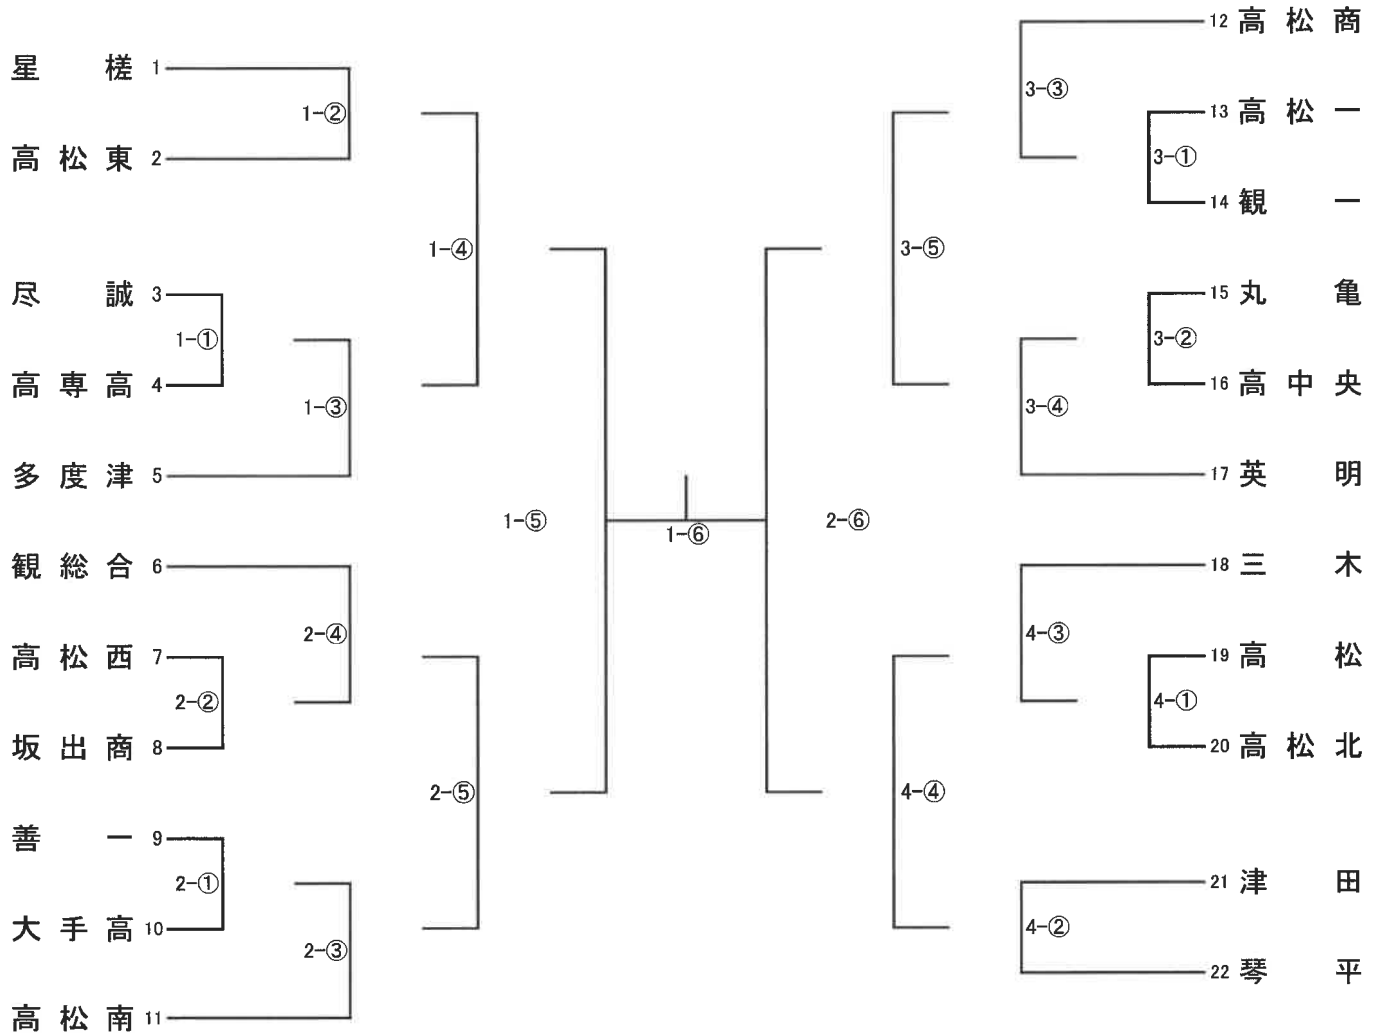 星槎 1
1-②
高松東 2
尽誠 3
1-①
高専高 4
1-③
多度津 5
1-④
観総合 6
2-④
高松西 7
2-②
坂出商 8
善一 9
2-①
大手高 10
2-③
高松南 11
2-⑤
1-⑤
1-⑥
2-⑥
12 高松商
3-③
13 高松一
3-①
14 観一
3-⑤
15 丸亀
3-②
16 高中央
3-④
17 英明
18 三木
4-③
19 高松
4-①
20 高松北
4-④
21 津田
4-②
22 琴平